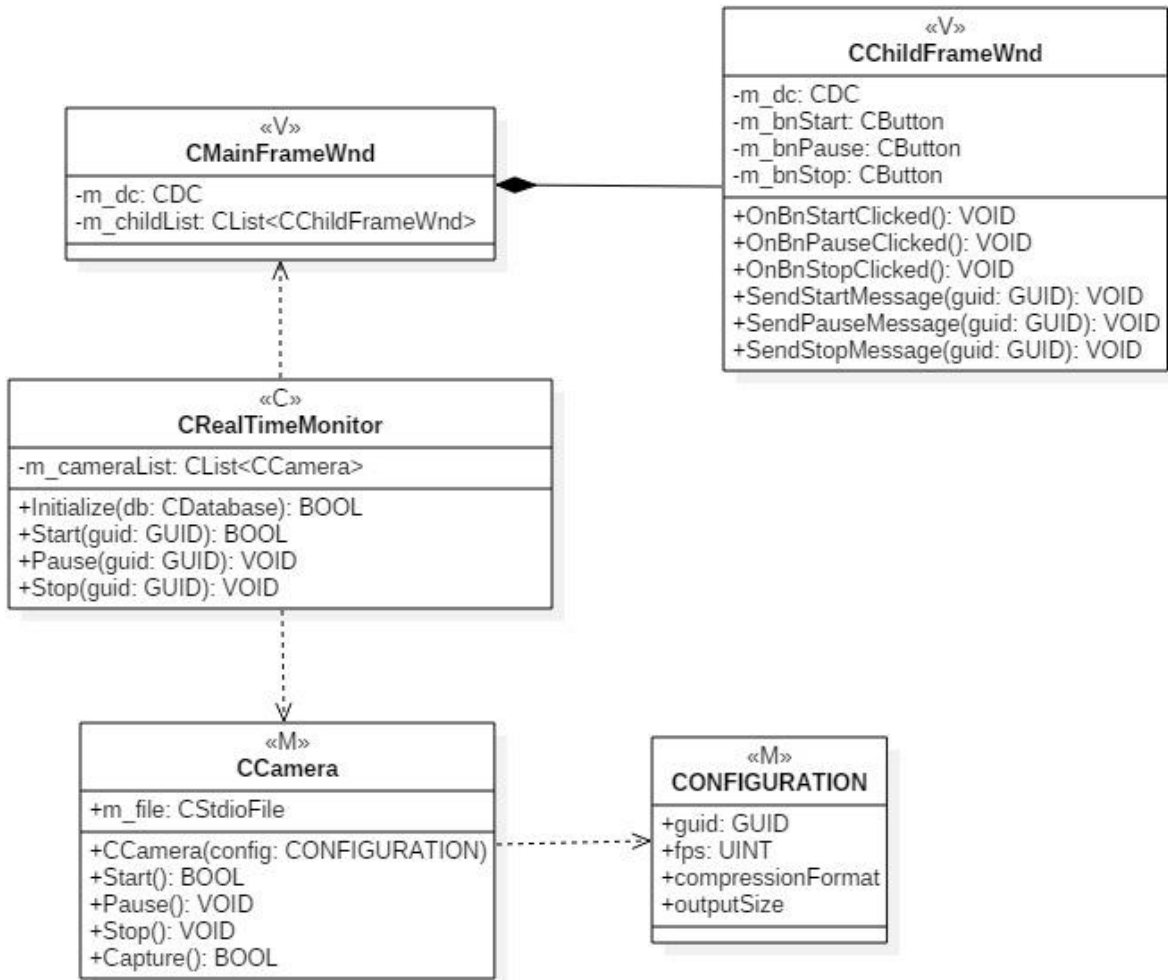 «V»
CMainFrameWnd
-m_dc: CDC
-m_childList: CList<CChildFrameWnd>
«V»
CChildFrameWnd
-m_dc: CDC
-m_bnStart: CButton
-m_bnPause: CButton
-m_bnStop: CButton
+OnBnStartClicked(): VOID
+OnBnPauseClicked(): VOID
+OnBnStopClicked(): VOID
+SendStartMessage(guid: GUID): VOID
+SendPauseMessage(guid: GUID): VOID
+SendStopMessage(guid: GUID): VOID
«C»
CRealTimeMonitor
-m_cameraList: CList<CCamera>
+Initialize(db: CDatabase): BOOL
+Start(guid: GUID): BOOL
+Pause(guid: GUID): VOID
+Stop(guid: GUID): VOID
«M»
CCamera
+m_file: CStdioFile
+CCamera(config: CONFIGURATION)
+Start(): BOOL
+Pause(): VOID
+Stop(): VOID
+Capture(): BOOL
«M»
CONFIGURATION
+guid: GUID
+fps: UINT
+compressionFormat
+outputSize